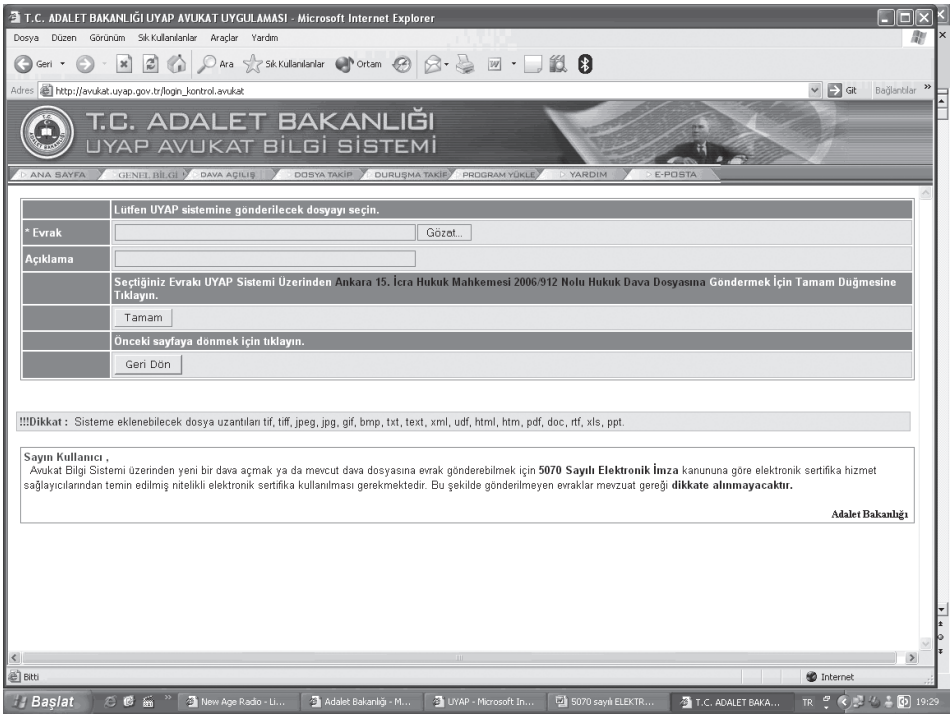 T.C. ADALET BAKANLIĞI UYAP AVUKAT UYGULAMASI - Microsoft Internet Explorer
Dosya Düzen Görünüm Sık Kullanılanlar Araçlar Yardım
Geri Ara Sık Kullanılanlar Ortam
Adres http://avukat.uyap.gov.tr/login_kontrol.avukat Git Bağlantılar »
T.C. ADALET BAKANLIĞI
UYAP AVUKAT BİLGİ SİSTEMİ
ANA SAYFA GENEL BİLGİ DAVA AÇILIŞ DOSYA TAKİP DURUŞMA TAKİP PROGRAM YÜKLE YARDIM E-POSTA
Lütfen UYAP sistemine gönderilecek dosyayı seçin.
* Evrak Gözat...
Açıklama
Seçtiğiniz Evrakı UYAP Sistemi Üzerinden Ankara 15. İcra Hukuk Mahkemesi 2006/912 Nolu Hukuk Dava Dosyasına Göndermek İçin Tamam Düğmesine
Tıklayın.
Tamam
Önceki sayfaya dönmek için tıklayın.
Geri Dön
!!!Dikkat : Sisteme eklenebilecek dosya uzantıları tif, tiff, jpeg, jpg, gif, bmp, txt, text, xml, udf, html, htm, pdf, doc, rtf, xls, ppt.
Sayın Kullanıcı ,
Avukat Bilgi Sistemi üzerinden yeni bir dava açmak ya da mevcut dava dosyasına evrak gönderebilmek için 5070 Sayılı Elektronik İmza kanununa göre elektronik sertifika hizmet
sağlayıcılarından temin edilmiş nitelikli elektronik sertifika kullanılması gerekmektedir. Bu şekilde gönderilmeyen evraklar mevzuat gereği dikkate alınmayacaktır.
Adalet Bakanlığı
Bitti Internet
Başlat » New Age Radio - Li... Adalet Bakanlığı - M... UYAP - Microsoft In... 5070 sayılı ELEKTR... T.C. ADALET BAKA... TR 19:29